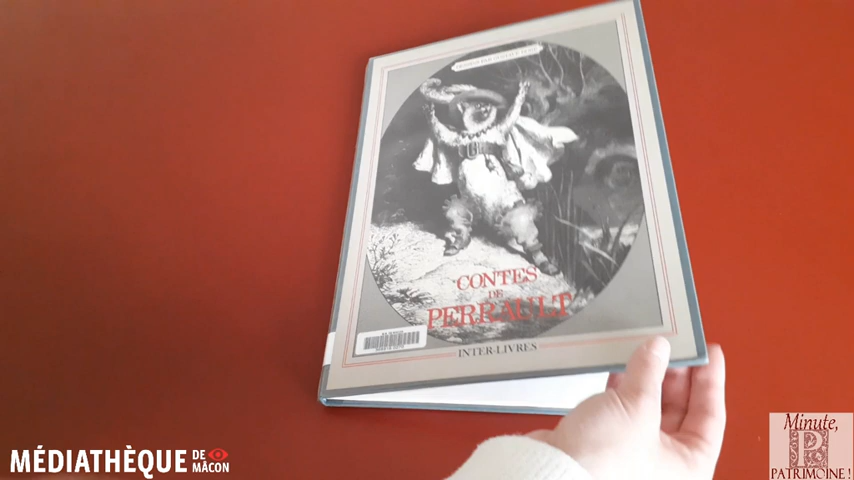 CONTES
DE
PERRAULT
INTER-LIVRES
MÉDIATHÈQUE DE MÂCON
Minute,
P
PATRIMOINE !